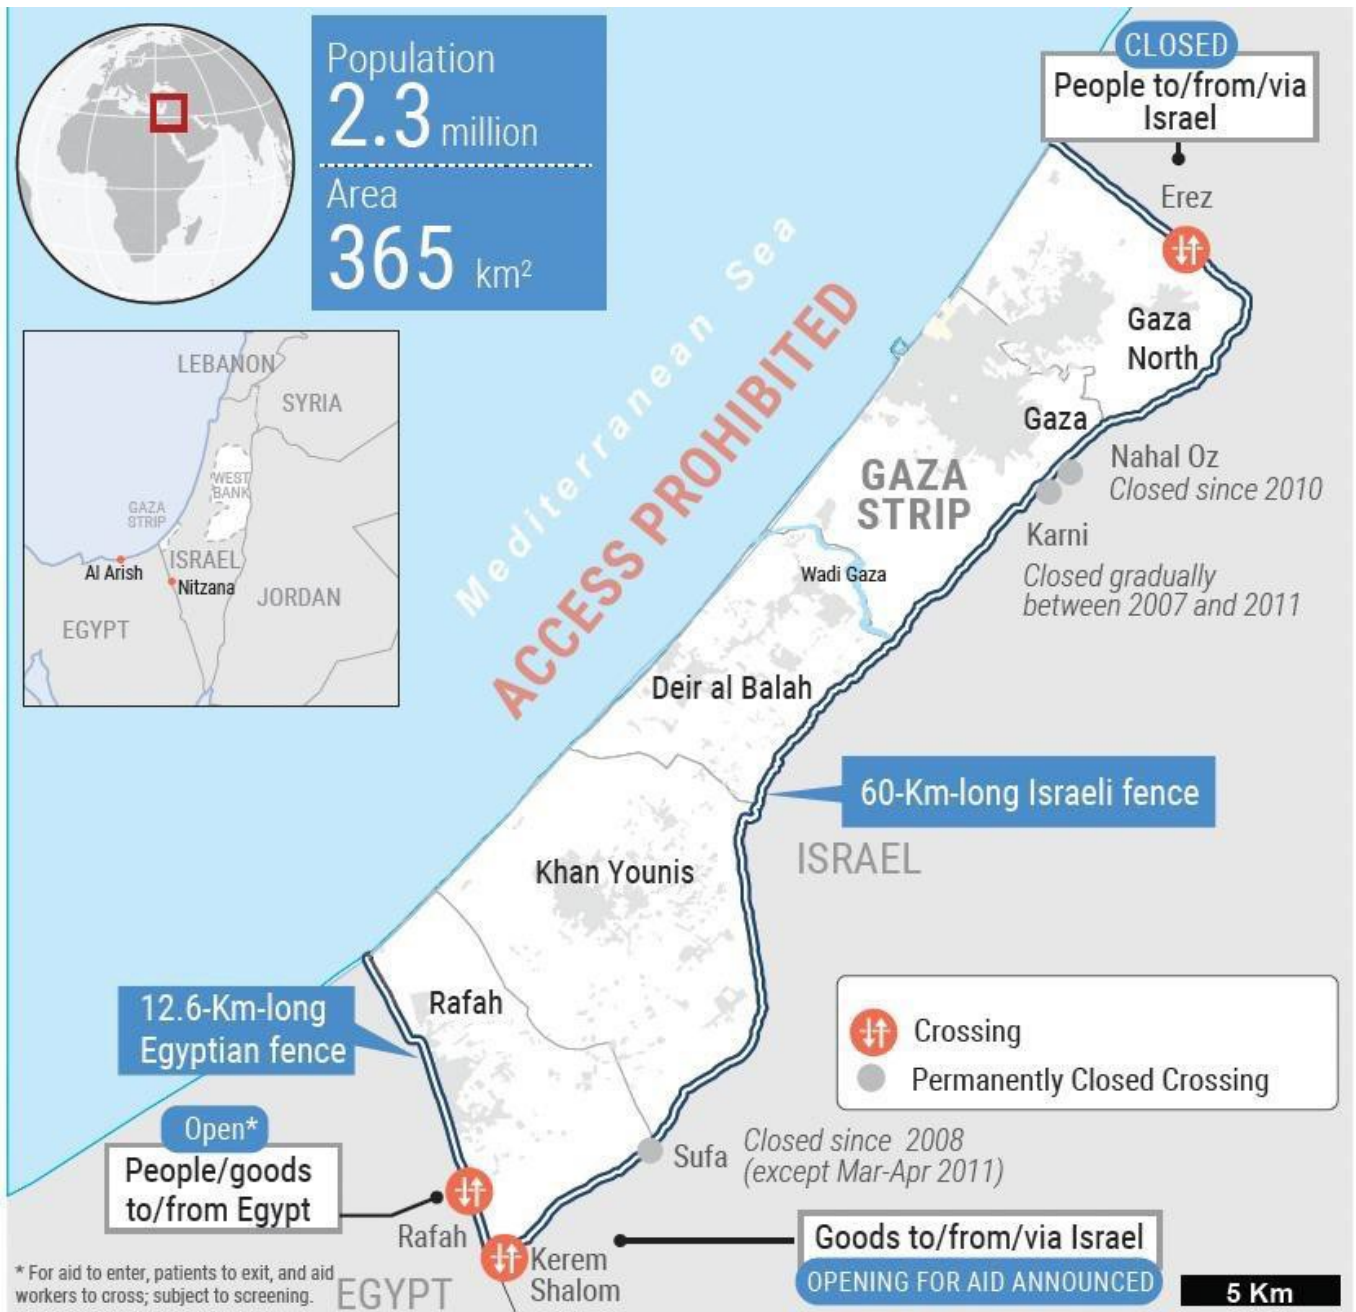 Population
2.3 million
Area
365 km²
CLOSED
People to/from/via
Israel
Erez
Mediterranean Sea
ACCESS PROHIBITED
Gaza
North
Gaza
GAZA
STRIP
Nahal Oz
Closed since 2010
Karni
Closed gradually
between 2007 and 2011
LEBANON
SYRIA
WEST
BANK
GAZA
STRIP
ISRAEL
Al Arish
Nitzana
JORDAN
EGYPT
Wadi Gaza
Deir al Balah
60-Km-long Israeli fence
ISRAEL
Khan Younis
12.6-Km-long
Egyptian fence
Rafah
Crossing
Permanently Closed Crossing
Open*
People/goods
to/from Egypt
Rafah
Sufa
Closed since 2008
(except Mar-Apr 2011)
Kerem
Shalom
Goods to/from/via Israel
OPENING FOR AID ANNOUNCED
* For aid to enter, patients to exit, and aid
workers to cross; subject to screening.
EGYPT
5 Km